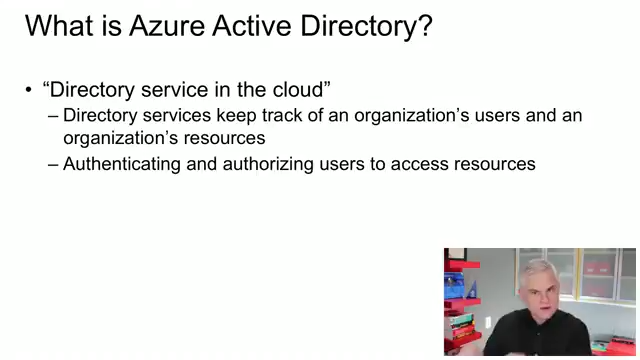 What is Azure Active Directory?
• “Directory service in the cloud”
– Directory services keep track of an organization’s users and an
organization’s resources
– Authenticating and authorizing users to access resources